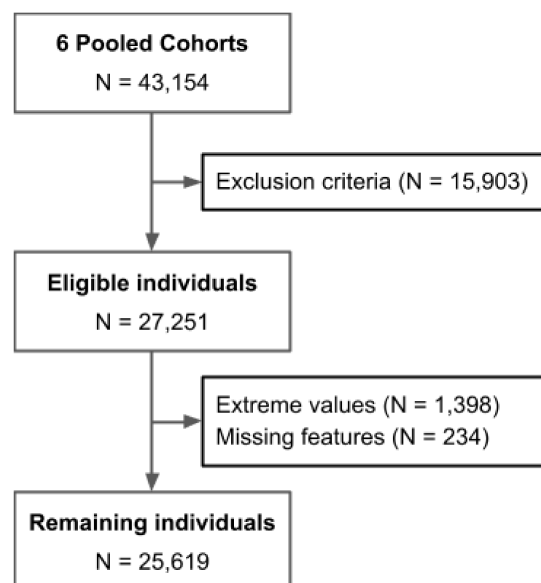 6 Pooled Cohorts
N = 43,154
Exclusion criteria (N = 15,903)
Eligible individuals
N = 27,251
Extreme values (N = 1,398)
Missing features (N = 234)
Remaining individuals
N = 25,619